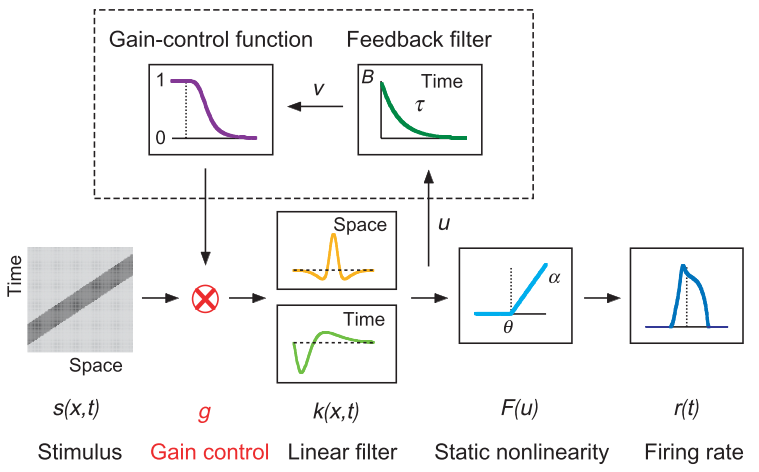 Gain-control function
Feedback filter
1
0
v
B
Time
τ
u
Time
Space
Space
Time
θ
α
s(x,t)
g
k(x,t)
F(u)
r(t)
Stimulus
Gain control
Linear filter
Static nonlinearity
Firing rate